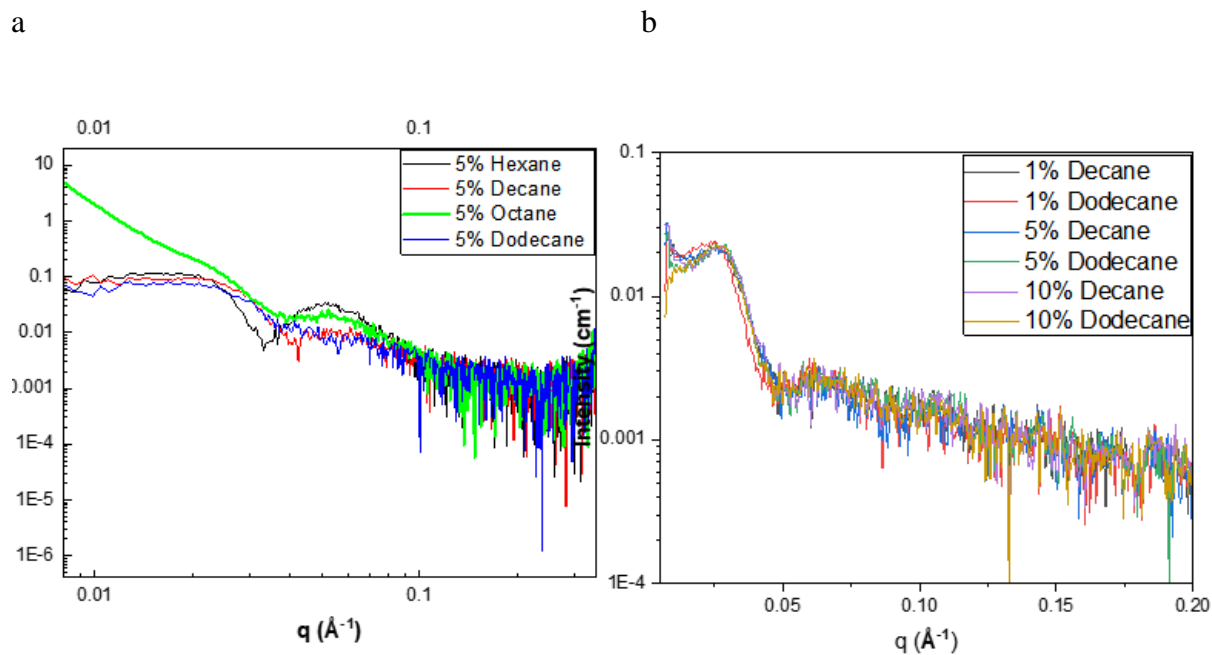 a
b
0.01 0.1
10
1
0.1
0.01
0.001
1E-4
1E-5
1E-6
5% Hexane
5% Decane
5% Octane
5% Dodecane
0.01 0.1
q (Å⁻¹)
Intensity (cm⁻¹)
0.1
0.01
0.001
1E-4
1% Decane
1% Dodecane
5% Decane
5% Dodecane
10% Decane
10% Dodecane
0.05 0.10 0.15 0.20
q (Å⁻¹)